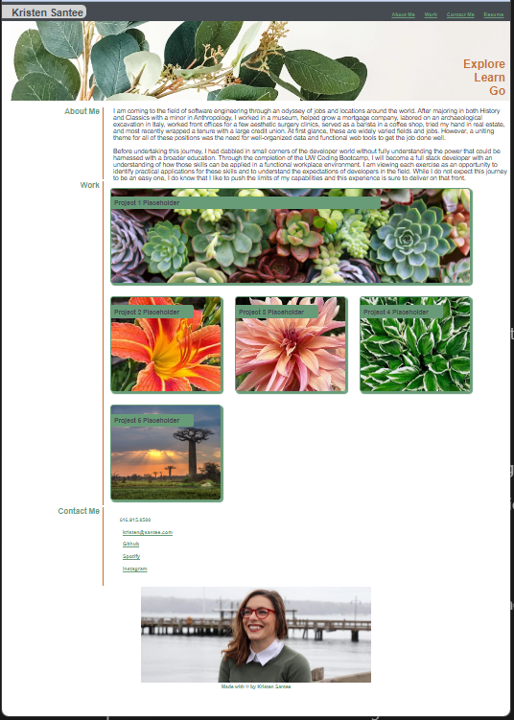 Kristen Santee
About Me Work Contact Me Resume
Explore
Learn
Go
About Me
I am coming to the field of software engineering through an odyssey of jobs and locations around the world. After majoring in both History
and Classics with a minor in Anthropology, I worked in a museum, helped grow a mortgage company, labored on an archaeological
excavation in Italy, worked front offices for a few aesthetic surgery clinics, served as a barista in a coffee shop, tried my hand in real estate,
and most recently wrapped a tenure with a large credit union. At first glance, these are widely varied fields and jobs. However, a uniting
theme for all of these positions was the need for well-developed communication skills and functional web tools to get the job done well.
Before undertaking this journey, I had dabbled in small corners of the developer world without fully understanding the power that could be
harnessed with a broader education. Through the completion of the UW Coding Bootcamp, I will become a full stack developer with an
understanding of how those skills can be applied in a functional workplace environment. I am viewing each exercise as an opportunity to
identify practical applications for these skills and to understand the expectations of developers in the field. While I do not expect this journey
to be an easy one, I do know that I like to push the limits of my capabilities and this experience is sure to deliver on that front.
Work
Project 1 Placeholder
Project 2 Placeholder
Project 3 Placeholder
Project 4 Placeholder
Project 5 Placeholder
Contact Me
kristen@santee.com
Github
Spotify
Instagram
Made with by Kristen Santee